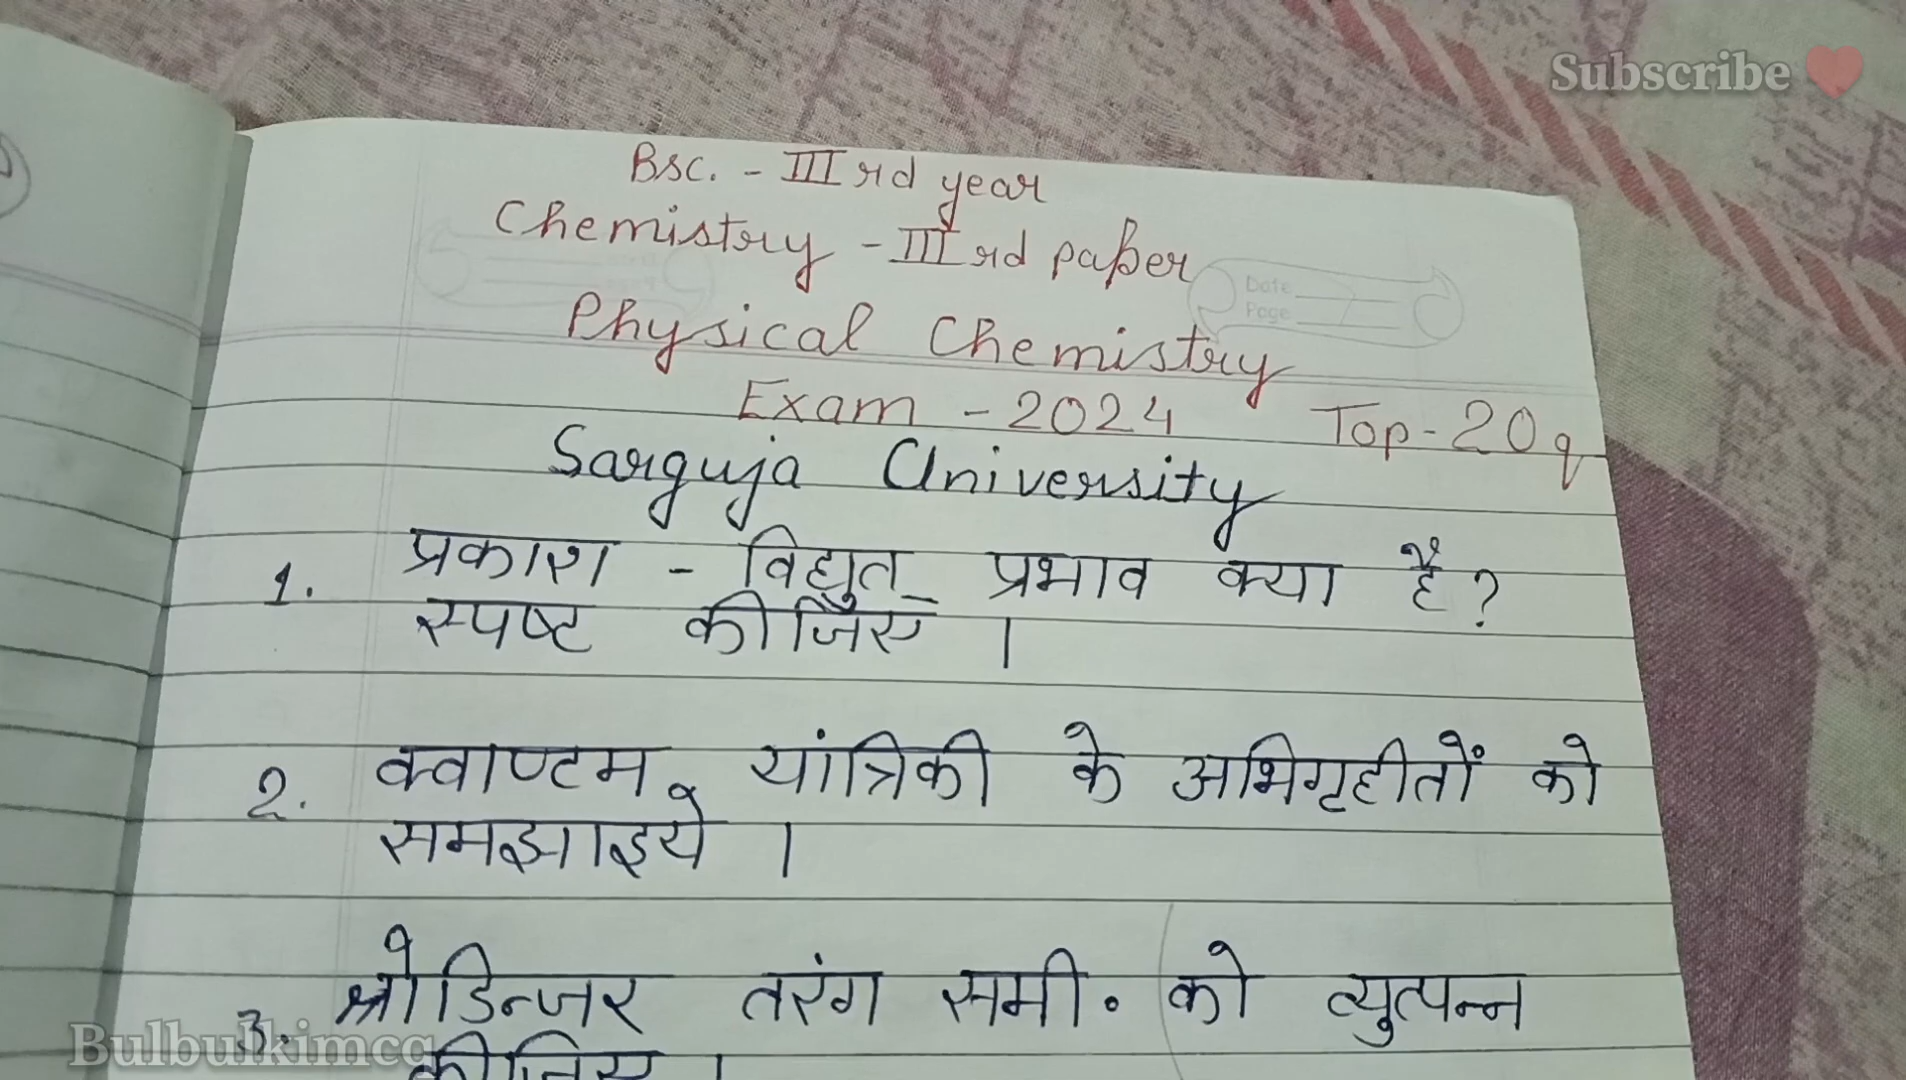 Subscribe
Bsc. - III rd year
Chemistry - III rd paper
Date
Page
Physical Chemistry
Exam - 2024 Top-20q
Sarguja University
1. प्रकाश - विद्युत प्रभाव क्या है ?
स्पष्ट कीजिए ।
2. क्वाण्टम यांत्रिकी के अभिगृहीतों को
समझाइये ।
3. श्रोडिन्जर तरंग समी. को व्युत्पन्न
कीजिए ।
Bulbulkimcq